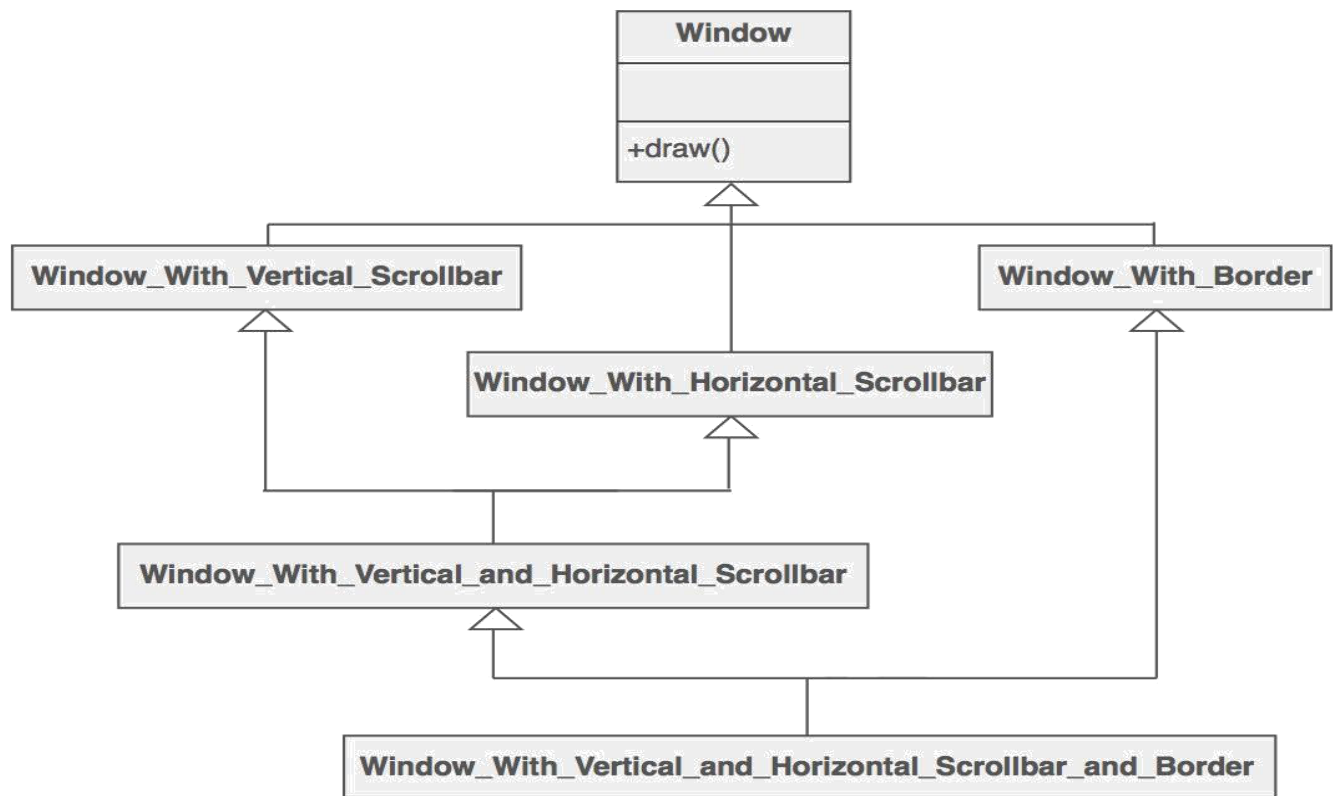 Window
+draw()
Window_With_Vertical_Scrollbar
Window_With_Border
Window_With_Horizontal_Scrollbar
Window_With_Vertical_and_Horizontal_Scrollbar
Window_With_Vertical_and_Horizontal_Scrollbar_and_Border